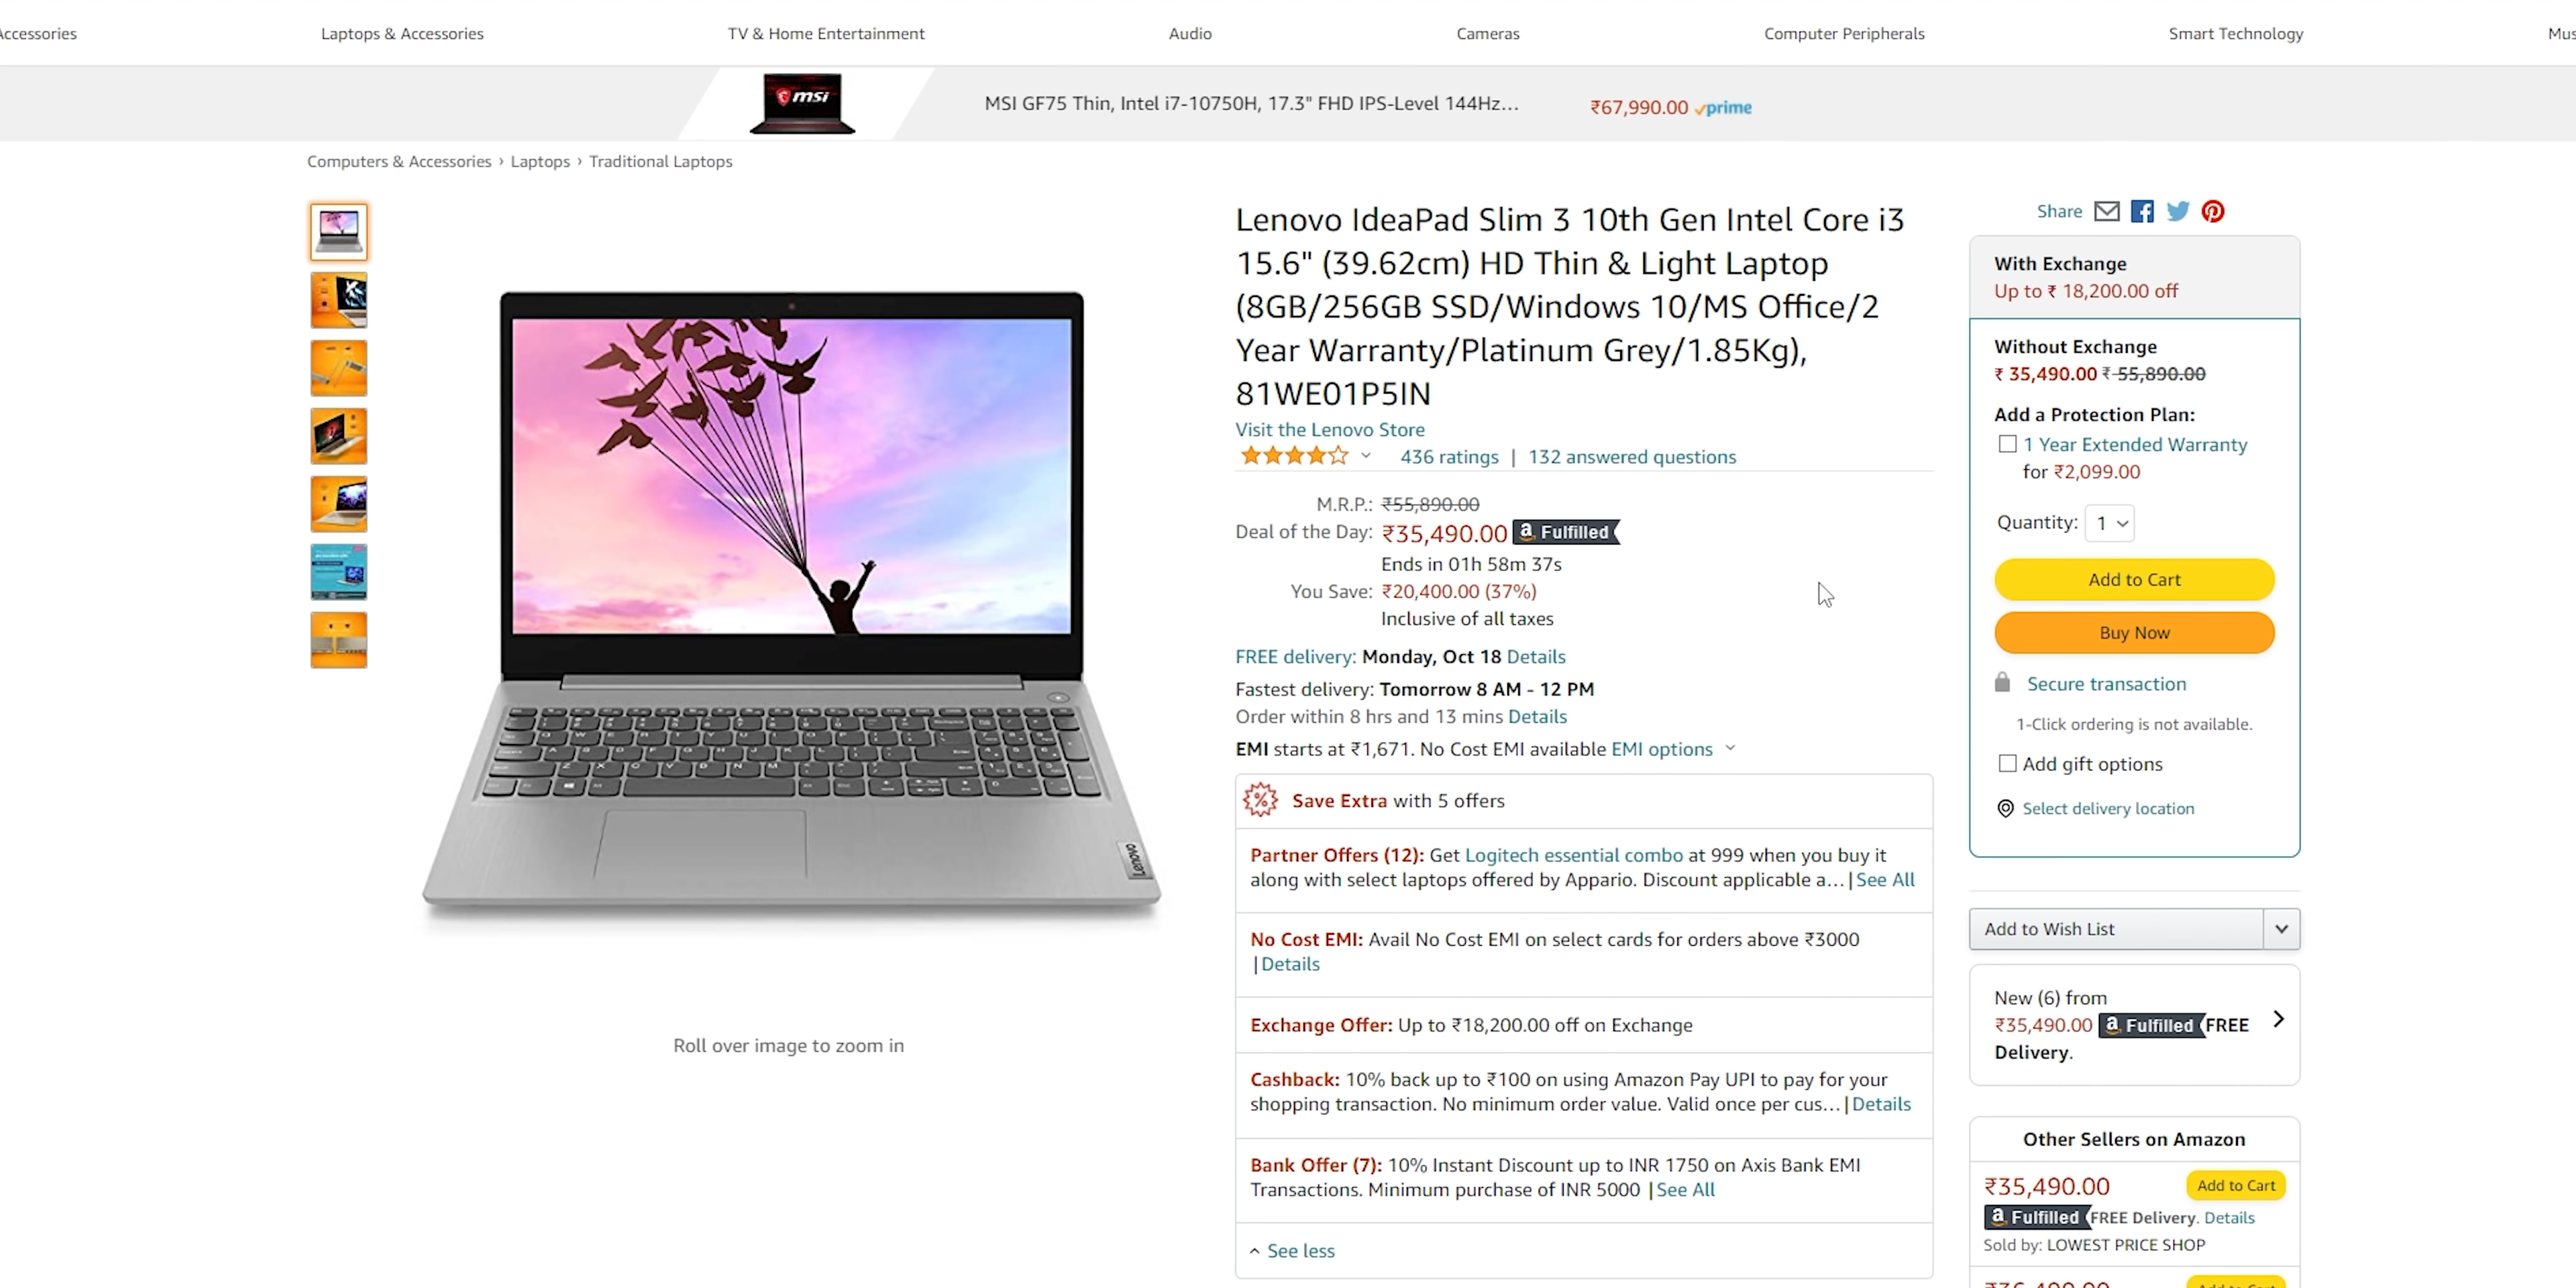 ccessories
Laptops & Accessories
TV & Home Entertainment
Audio
Cameras
Computer Peripherals
Smart Technology
Mus
msi
MSI GF75 Thin, Intel i7-10750H, 17.3" FHD IPS-Level 144Hz...
₹67,990.00 prime
Computers & Accessories › Laptops › Traditional Laptops
Lenovo IdeaPad Slim 3 10th Gen Intel Core i3
15.6" (39.62cm) HD Thin & Light Laptop
(8GB/256GB SSD/Windows 10/MS Office/2
Year Warranty/Platinum Grey/1.85Kg),
81WE01P5IN
Visit the Lenovo Store
436 ratings | 132 answered questions
M.R.P.: ₹55,890.00
Deal of the Day: ₹35,490.00 a Fulfilled
Ends in 01h 58m 37s
You Save: ₹20,400.00 (37%)
Inclusive of all taxes
FREE delivery: Monday, Oct 18 Details
Fastest delivery: Tomorrow 8 AM - 12 PM
Order within 8 hrs and 13 mins Details
EMI starts at ₹1,671. No Cost EMI available EMI options
Save Extra with 5 offers
Partner Offers (12): Get Logitech essential combo at 999 when you buy it
along with select laptops offered by Appario. Discount applicable a... | See All
No Cost EMI: Avail No Cost EMI on select cards for orders above ₹3000
| Details
Exchange Offer: Up to ₹18,200.00 off on Exchange
Cashback: 10% back up to ₹100 on using Amazon Pay UPI to pay for your
shopping transaction. No minimum order value. Valid once per cus... | Details
Bank Offer (7): 10% Instant Discount up to INR 1750 on Axis Bank EMI
Transactions. Minimum purchase of INR 5000 | See All
See less
Lenovo
Roll over image to zoom in
Share
With Exchange
Up to ₹ 18,200.00 off
Without Exchange
₹ 35,490.00 ₹ 55,890.00
Add a Protection Plan:
1 Year Extended Warranty
for ₹2,099.00
Quantity: 1
Add to Cart
Buy Now
Secure transaction
1-Click ordering is not available.
Add gift options
Select delivery location
Add to Wish List
New (6) from
₹35,490.00 a Fulfilled FREE
Delivery.
Other Sellers on Amazon
₹35,490.00 Add to Cart
a Fulfilled FREE Delivery. Details
Sold by: LOWEST PRICE SHOP